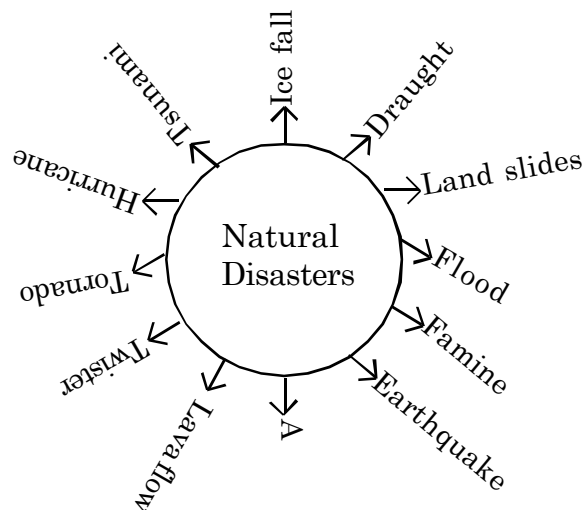 Ice fall
Draught
Land slides
Flood
Famine
Earthquake
A
Lava flow
Twister
Tornado
Hurricane
Tsunami
Natural
Disasters